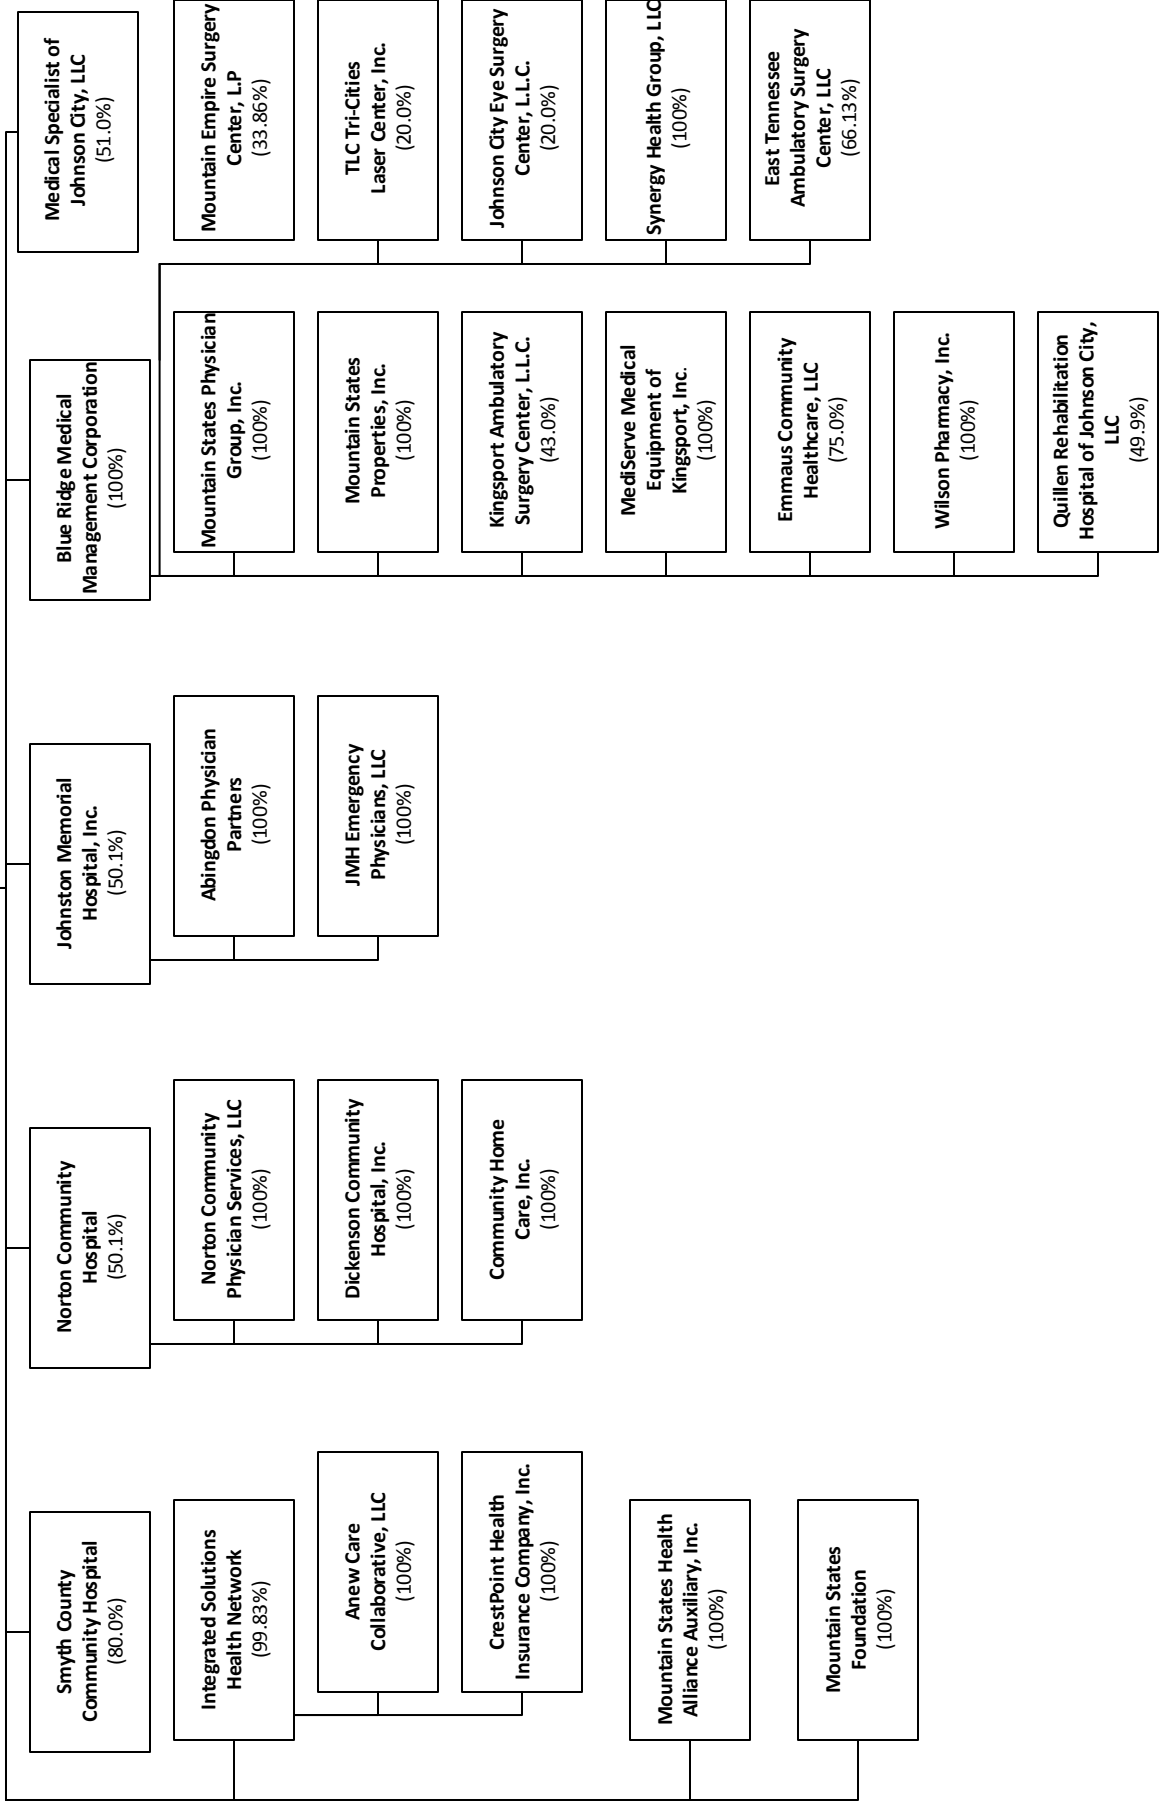 Smyth County
Community Hospital
(80.0%)
Norton Community
Hospital
(50.1%)
Johnston Memorial
Hospital, Inc.
(50.1%)
Blue Ridge Medical
Management Corporation
(100%)
Medical Specialist of
Johnson City, LLC
(51.0%)
Integrated Solutions
Health Network
(99.83%)
Anew Care
Collaborative, LLC
(100%)
CrestPoint Health
Insurance Company, Inc.
(100%)
Mountain States Health
Alliance Auxiliary, Inc.
(100%)
Mountain States
Foundation
(100%)
Norton Community
Physician Services, LLC
(100%)
Dickenson Community
Hospital, Inc.
(100%)
Community Home
Care, Inc.
(100%)
Abingdon Physician
Partners
(100%)
JMH Emergency
Physicians, LLC
(100%)
Mountain States Physician
Group, Inc.
(100%)
Mountain States
Properties, Inc.
(100%)
Kingsport Ambulatory
Surgery Center, L.L.C.
(43.0%)
MediServe Medical
Equipment of
Kingsport, Inc.
(100%)
Emmaus Community
Healthcare, LLC
(75.0%)
Wilson Pharmacy, Inc.
(100%)
Quillen Rehabilitation
Hospital of Johnson City,
LLC
(49.9%)
Mountain Empire Surgery
Center, L.P
(33.86%)
TLC Tri-Cities
Laser Center, Inc.
(20.0%)
Johnson City Eye Surgery
Center, L.L.C.
(20.0%)
Synergy Health Group, LLC
(100%)
East Tennessee
Ambulatory Surgery
Center, LLC
(66.13%)